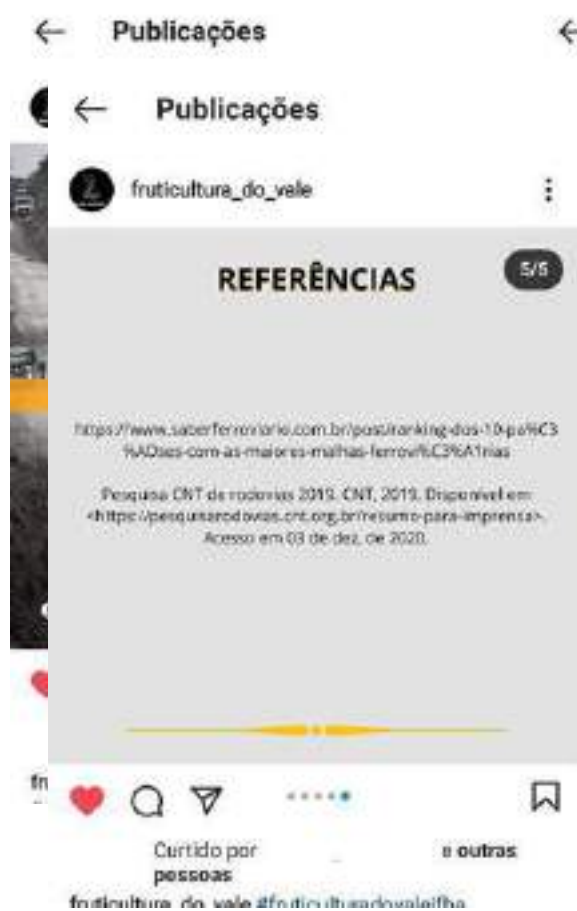 Publicações
Publicações
fruticultura_do_vale
5/5
REFERÊNCIAS
https://www.saberferroviario.com.br/post/ranking-dos-10-pa%C3
%ADses-com-as-maiores-malhas-ferrovi%C3%A1rias
Pesquisa CNT de rodovias 2019. CNT, 2019. Disponível em:
<https://pesquisarodovias.cnt.org.br/resumo-para-imprensa>.
Acesso em 03 de dez. de 2020.
Curtido por e outras
pessoas
fruticultura_do_vale #fruticulturadovaleifba